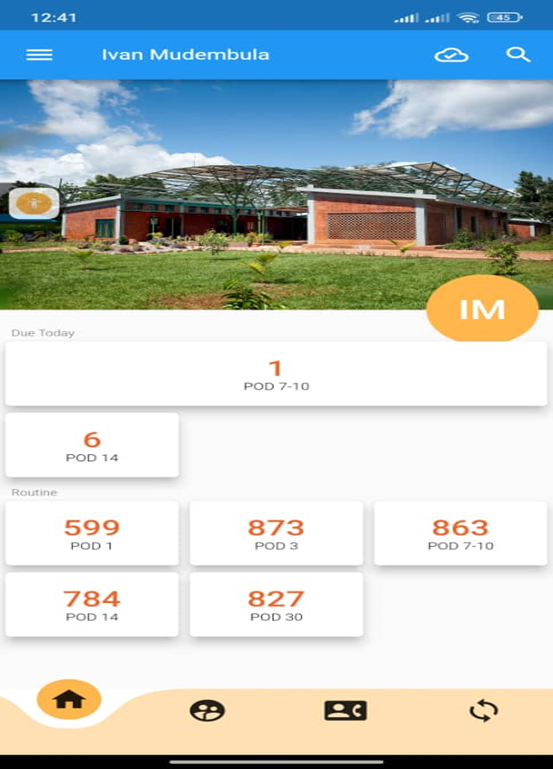 12:41
45
Ivan Mudembula
IM
Due Today
1
POD 7-10
6
POD 14
Routine
599
POD 1
873
POD 3
863
POD 7-10
784
POD 14
827
POD 30